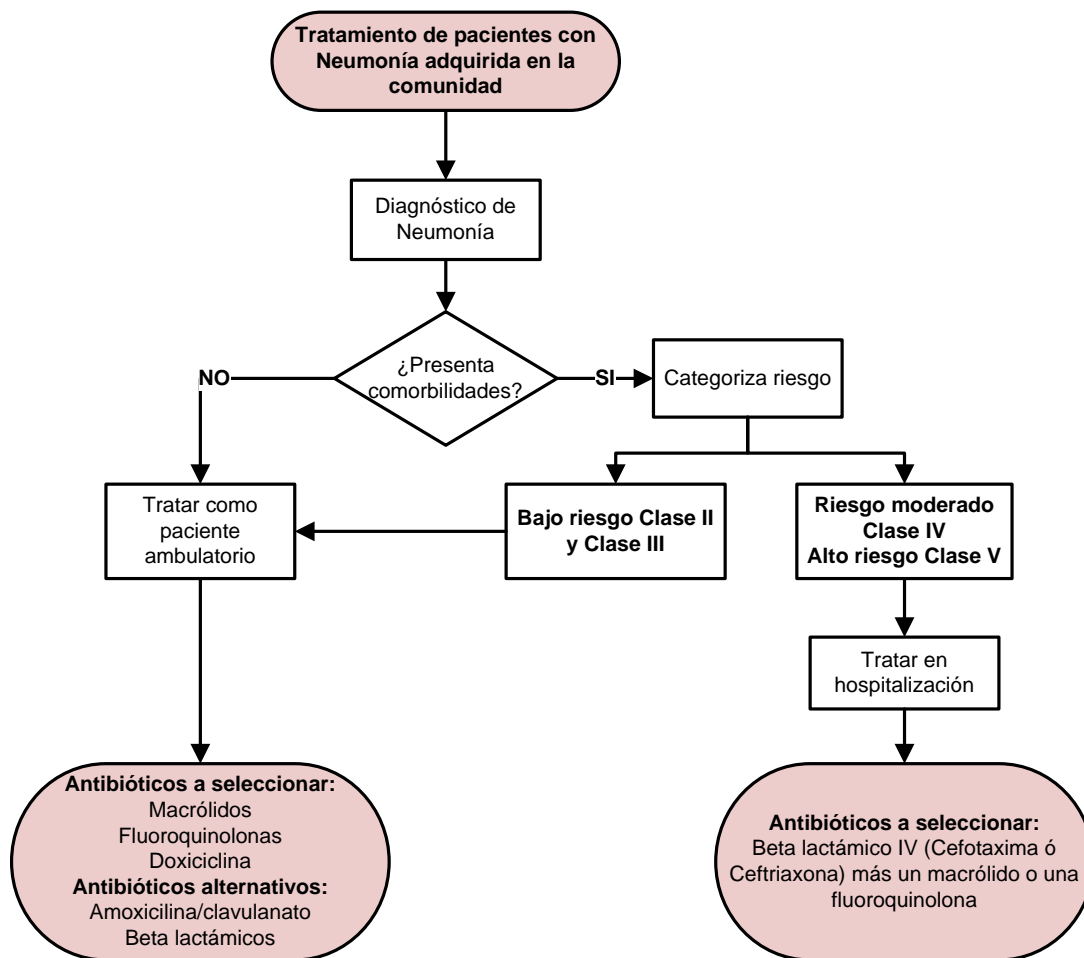 Tratamiento de pacientes con
Neumonía adquirida en la
comunidad
Diagnóstico de
Neumonía
¿Presenta
comorbilidades?
NO
SI
Categoriza riesgo
Tratar como
paciente
ambulatorio
Bajo riesgo Clase II
y Clase III
Riesgo moderado
Clase IV
Alto riesgo Clase V
Tratar en
hospitalización
Antibióticos a seleccionar:
Macrólidos
Fluoroquinolonas
Doxiciclina
Antibióticos alternativos:
Amoxicilina/clavulanato
Beta lactámicos
Antibióticos a seleccionar:
Beta lactámico IV (Cefotaxima ó
Ceftriaxona) más un macrólido o una
fluoroquinolona